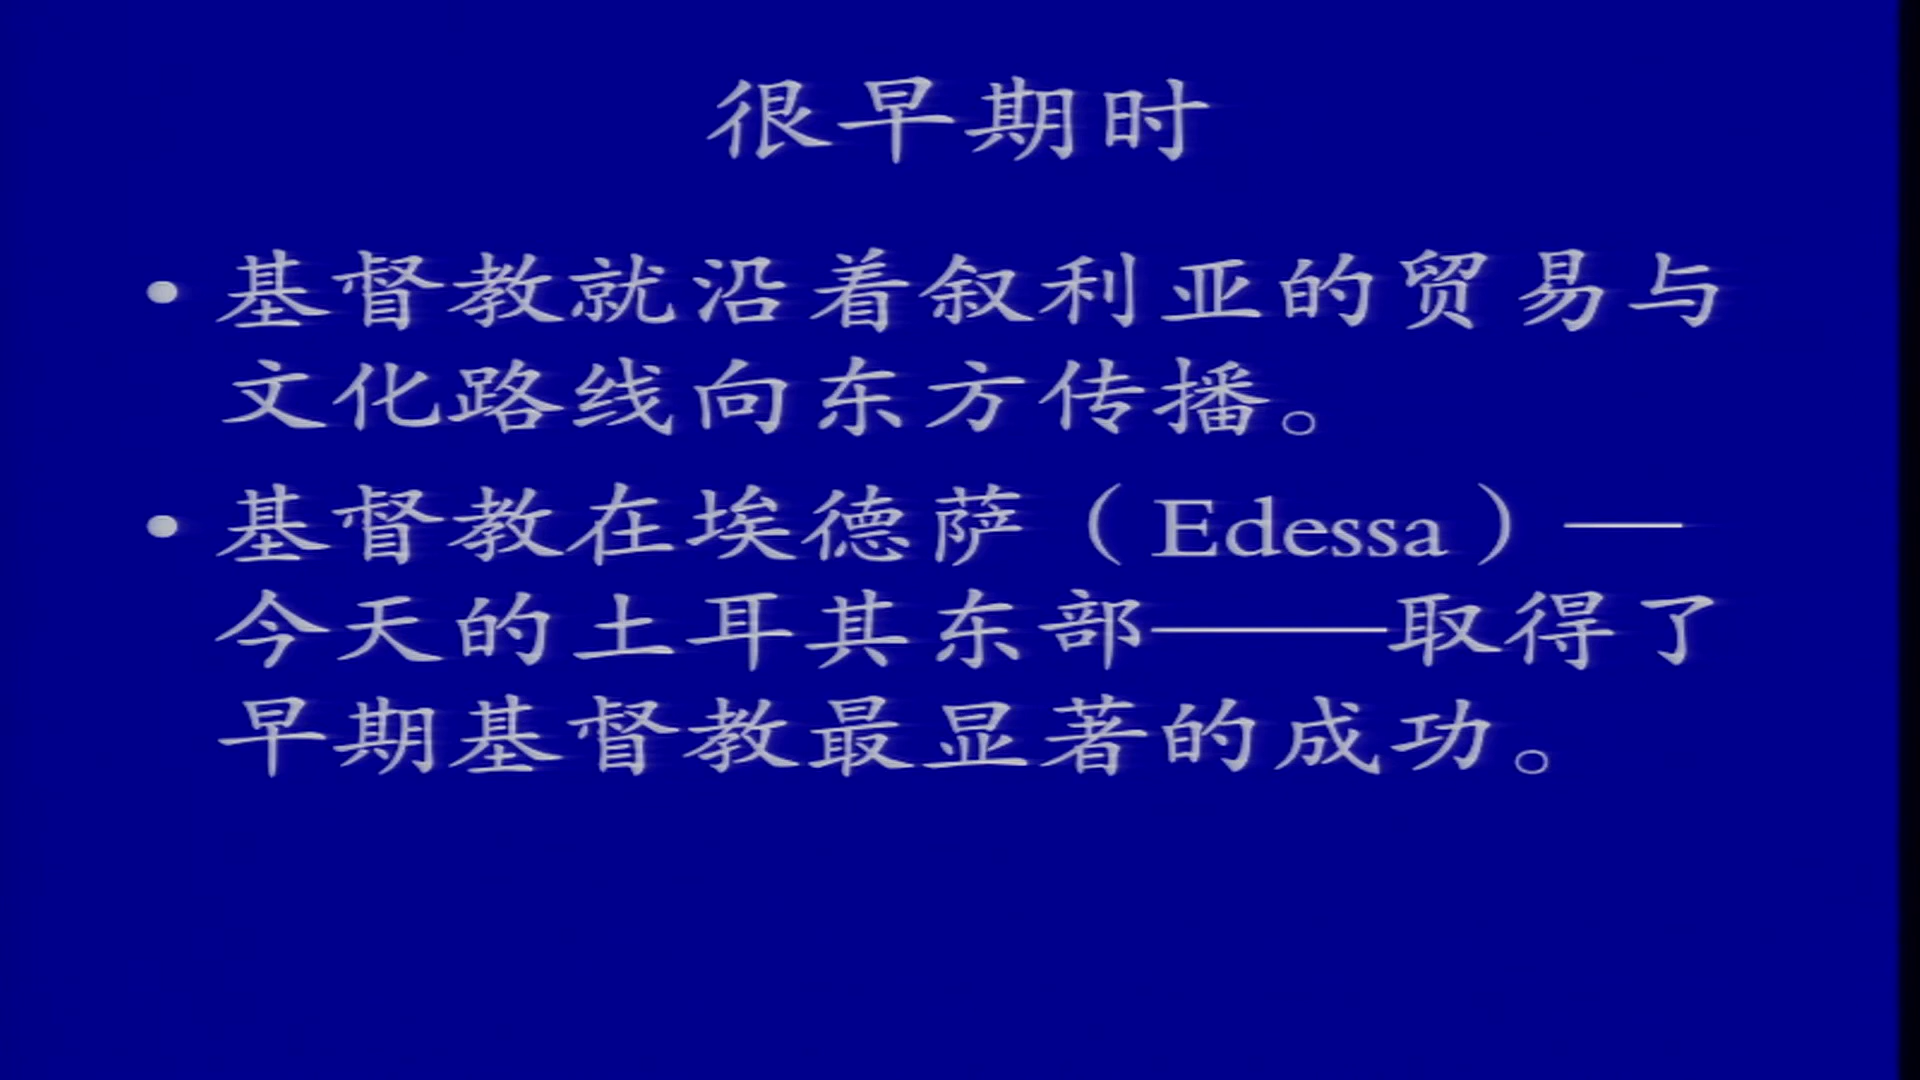 很早期时
• 基督教就沿着叙利亚的贸易与
文化路线向东方传播。
• 基督教在埃德萨（Edessa）—
今天的土耳其东部——取得了
早期基督教最显著的成功。